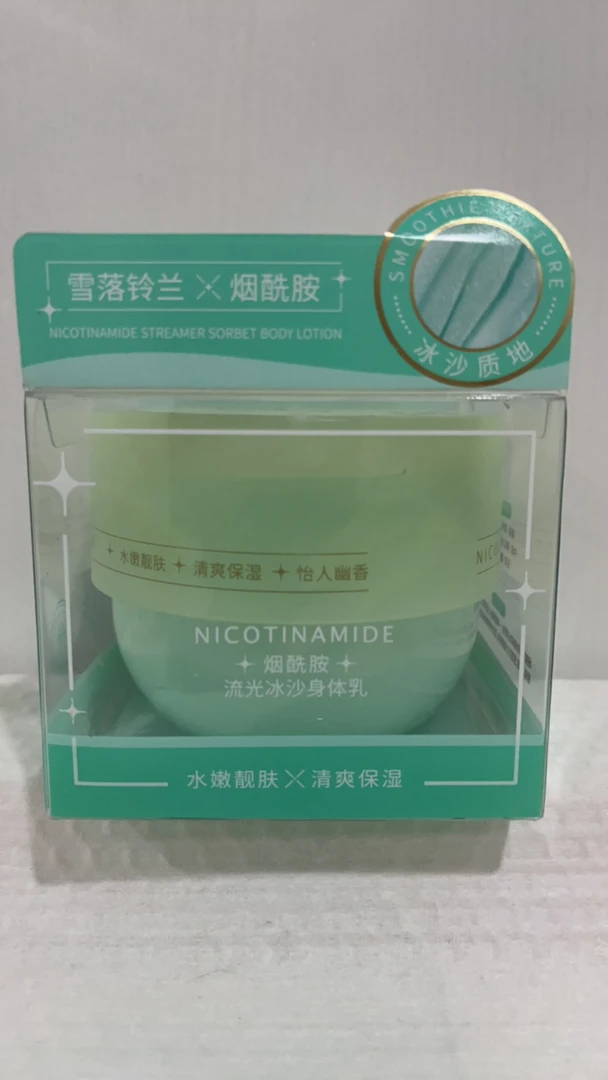 SMOOTHIE TEXTURE
冰沙质地
雪落铃兰×烟酰胺
NICOTINAMIDE STREAMER SORBET BODY LOTION
水嫩靓肤 清爽保湿 怡人幽香
NICOTINAMIDE
烟酰胺
流光冰沙身体乳
水嫩靓肤×清爽保湿